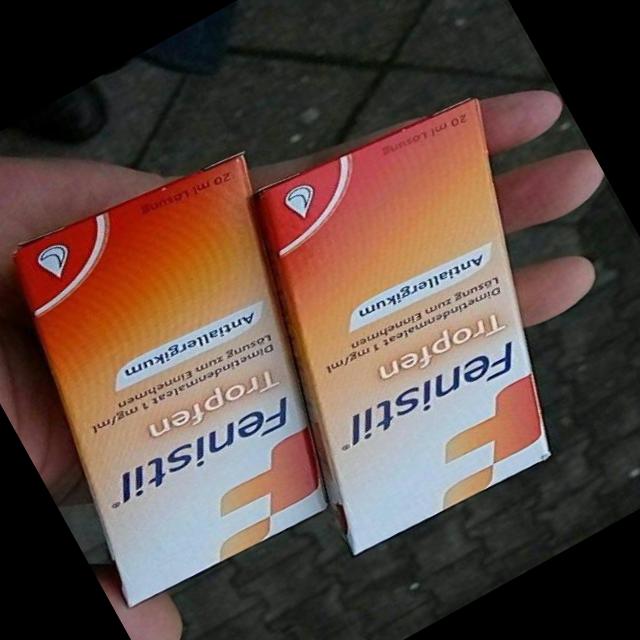 Fenistil®
Tropfen
Dimetindenmaleat 1 mg/ml
Lösung zum Einnehmen
Antiallergikum
20 ml Lösung
Fenistil®
Tropfen
Dimetindenmaleat 1 mg/ml
Lösung zum Einnehmen
Antiallergikum
20 ml Lösung